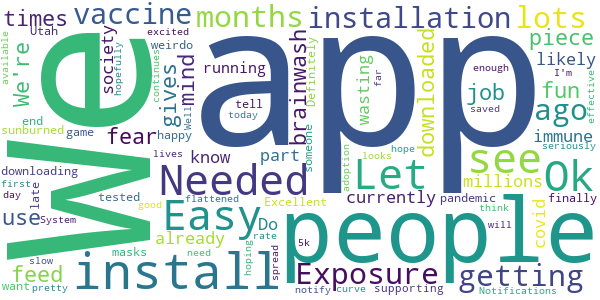 times
vaccine
months
installation
lots
Utah
available
excited
hopefully
weirdo
We're
society
gives
mind
running
brainwash
Definitely
app
wasting
downloaded
piece
likely
enough
I'm
far
effective
fun
job
ago
We
continues
tell
today
saved
end
sunburned
game
fear
happy
Well
know
someone
immune
seriously
downloading
lives
looks
hope
see
finally
first
late
part
Needed
Let
Ok
millions
day
System
tested
flattened
adoption
currently
pandemic
use
good
Easy
Excellent
already
Do
rate
people
think
will
covid
masks
need
hoping
spread
5k
feed
slow
want
pretty
install
Exposure
notify
curve
supporting
getting
Notifications